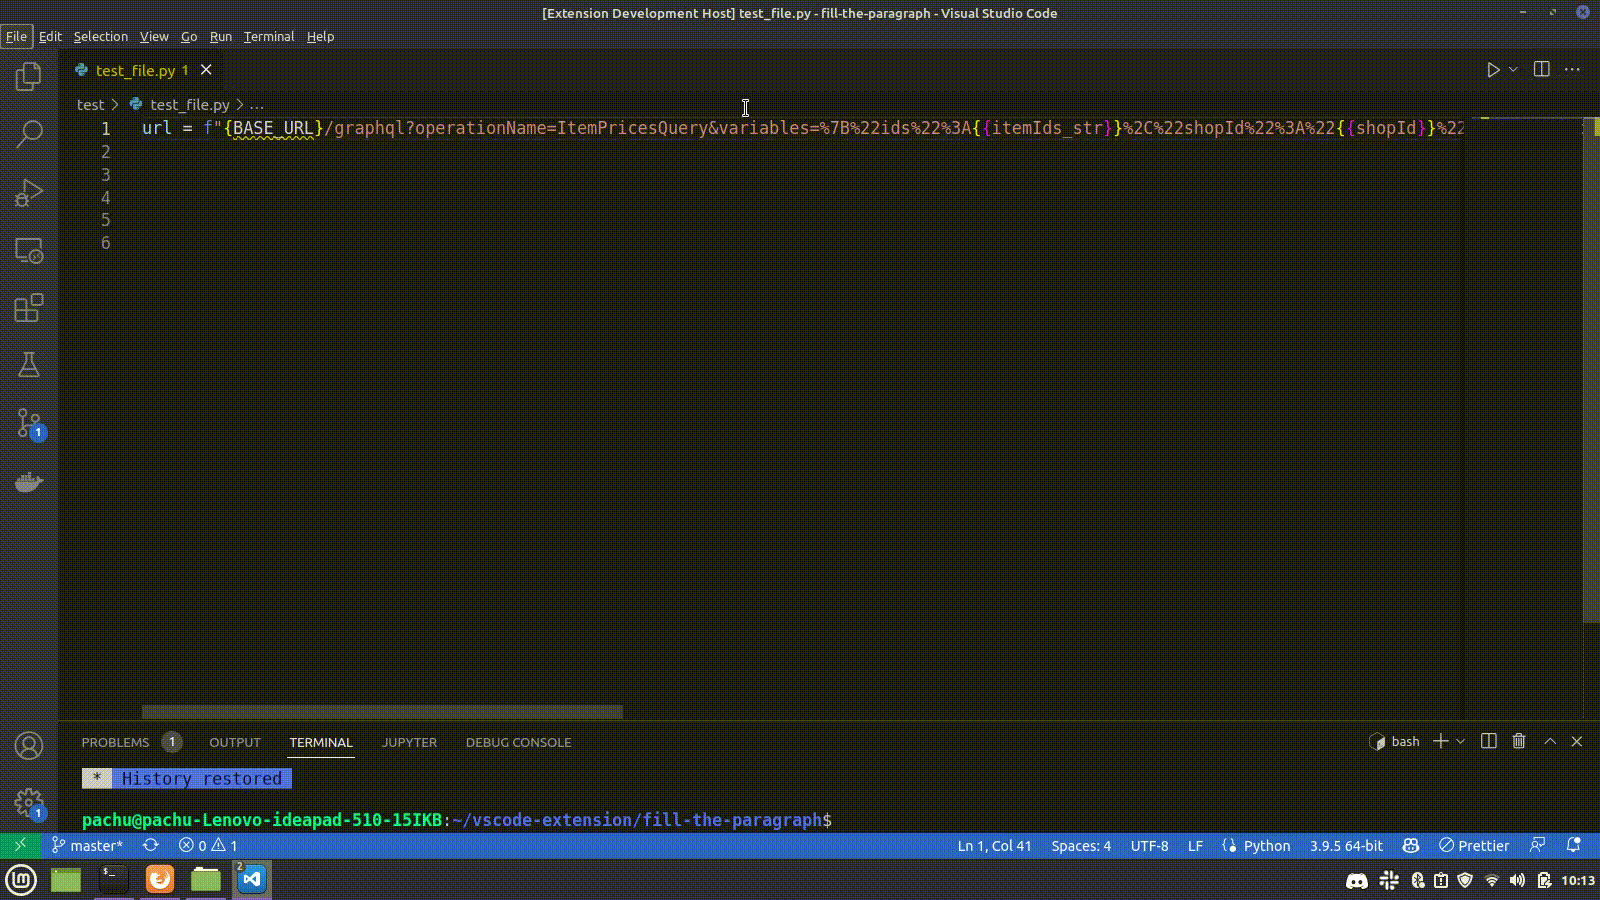 [Extension Development Host] test_file.py - fill-the-paragraph - Visual Studio Code
File Edit Selection View Go Run Terminal Help
test_file.py 1
test > test_file.py > ...
1 url = f"{BASE_URL}/graphql?operationName=ItemPricesQuery&variables=%7B%22ids%22%3A{{itemIds_str}}%2C%22shopId%22%3A%22{{shopId}}%22
2
3
4
5
6
1
PROBLEMS 1 OUTPUT TERMINAL JUPYTER DEBUG CONSOLE bash
* History restored
1
pachu@pachu-Lenovo-ideapad-510-15IKB:~/vscode-extension/fill-the-paragraph$
master* 0 1 Ln 1, Col 41 Spaces: 4 UTF-8 LF Python 3.9.5 64-bit Prettier
2
10:13